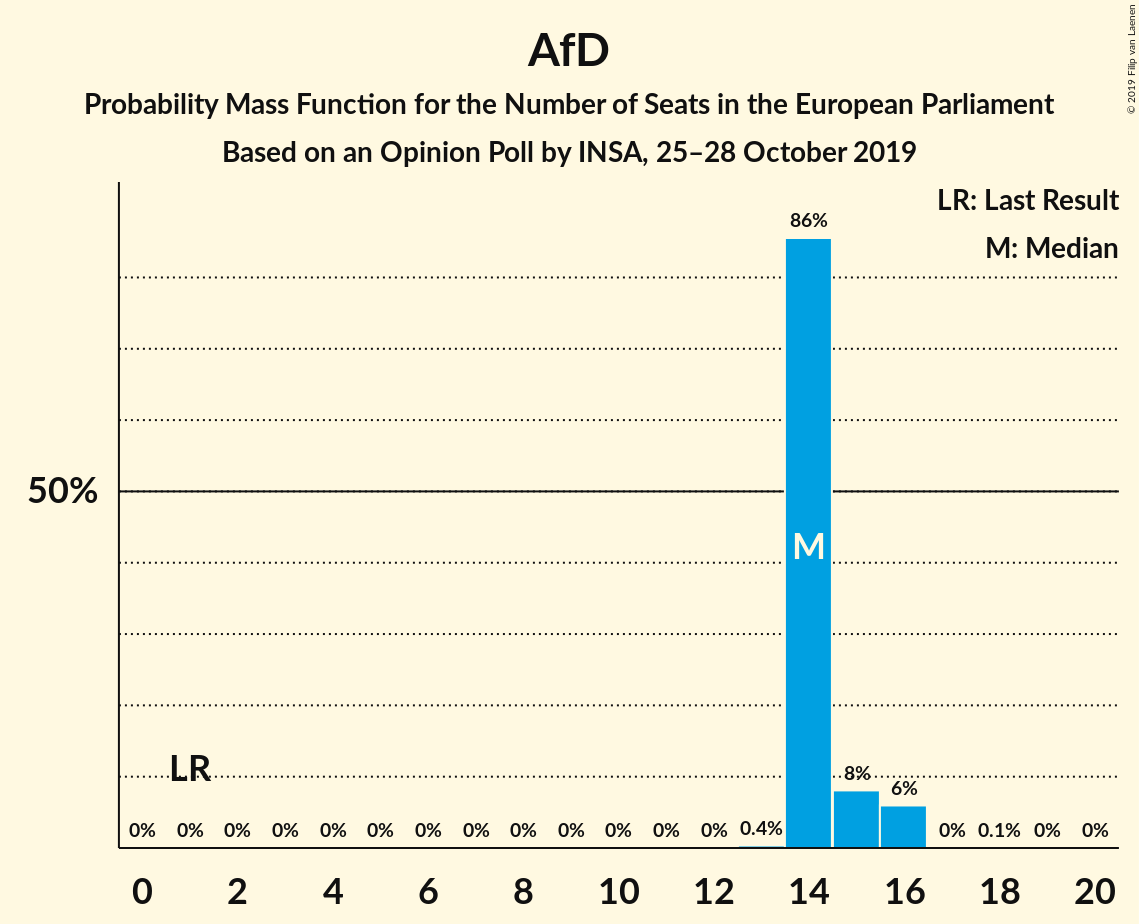 AfD
Probability Mass Function for the Number of Seats in the European Parliament
Based on an Opinion Poll by INSA, 25–28 October 2019
© 2019 Filip van Laenen
LR: Last Result
M: Median
86%
50%
M
LR
8%
6%
0% 0% 0% 0% 0% 0% 0% 0% 0% 0% 0% 0% 0% 0.4% 0% 0.1% 0% 0%
0 2 4 6 8 10 12 14 16 18 20